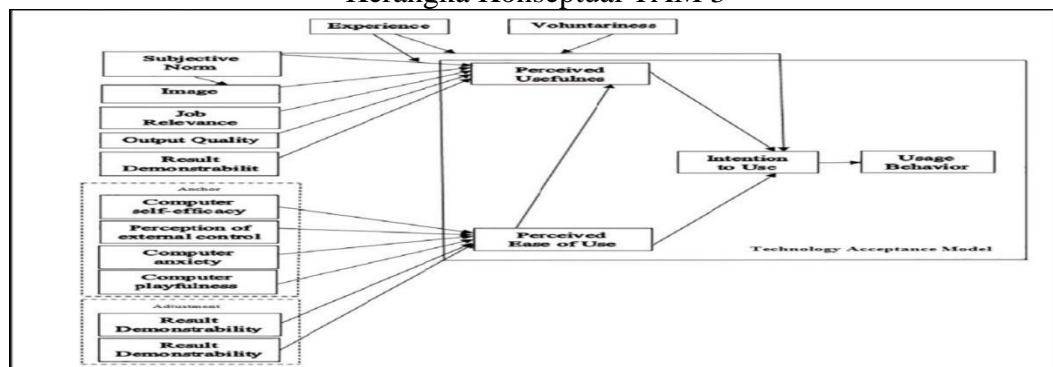 Kerangka Konseptual TAM 3
Experience
Voluntariness
Subjective
Norm
Image
Job
Relevance
Output Quality
Result
Demonstrabilit
Perceived
Usefulnes
Intention
to Use
Usage
Behavior
Anchor
Computer
self-efficacy
Perception of
external control
Computer
anxiety
Computer
playfulness
Perceived
Ease of Use
Technology Acceptance Model
Adjustment
Result
Demonstrability
Result
Demonstrability